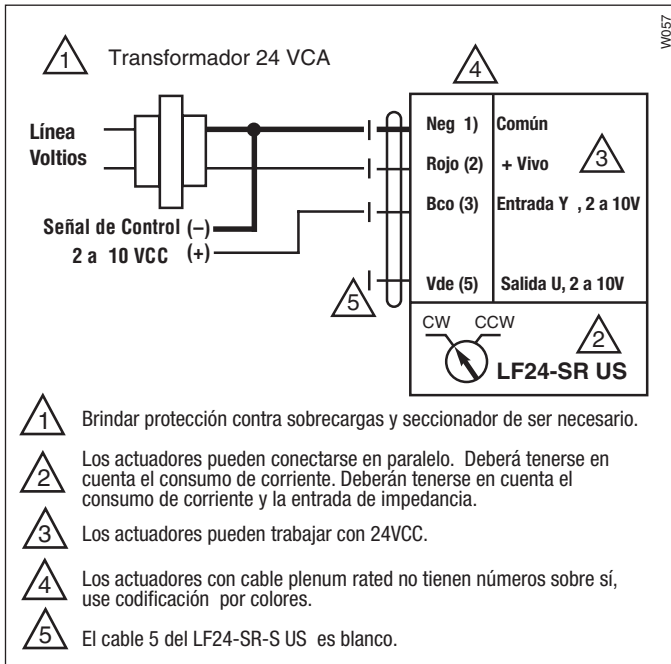 W057
1 Transformador 24 VCA
4
Línea
Voltios
Neg 1) Común
Rojo (2) + Vivo
3
Bco (3) Entrada Y , 2 a 10V
Señal de Control (–)
2 a 10 VCC (+)
5
Vde (5) Salida U, 2 a 10V
CW CCW
2
LF24-SR US
1 Brindar protección contra sobrecargas y seccionador de ser necesario.
2 Los actuadores pueden conectarse en paralelo. Deberá tenerse en
cuenta el consumo de corriente. Deberán tenerse en cuenta el
consumo de corriente y la entrada de impedancia.
3 Los actuadores pueden trabajar con 24VCC.
4 Los actuadores con cable plenum rated no tienen números sobre sí,
use codificación por colores.
5 El cable 5 del LF24-SR-S US es blanco.